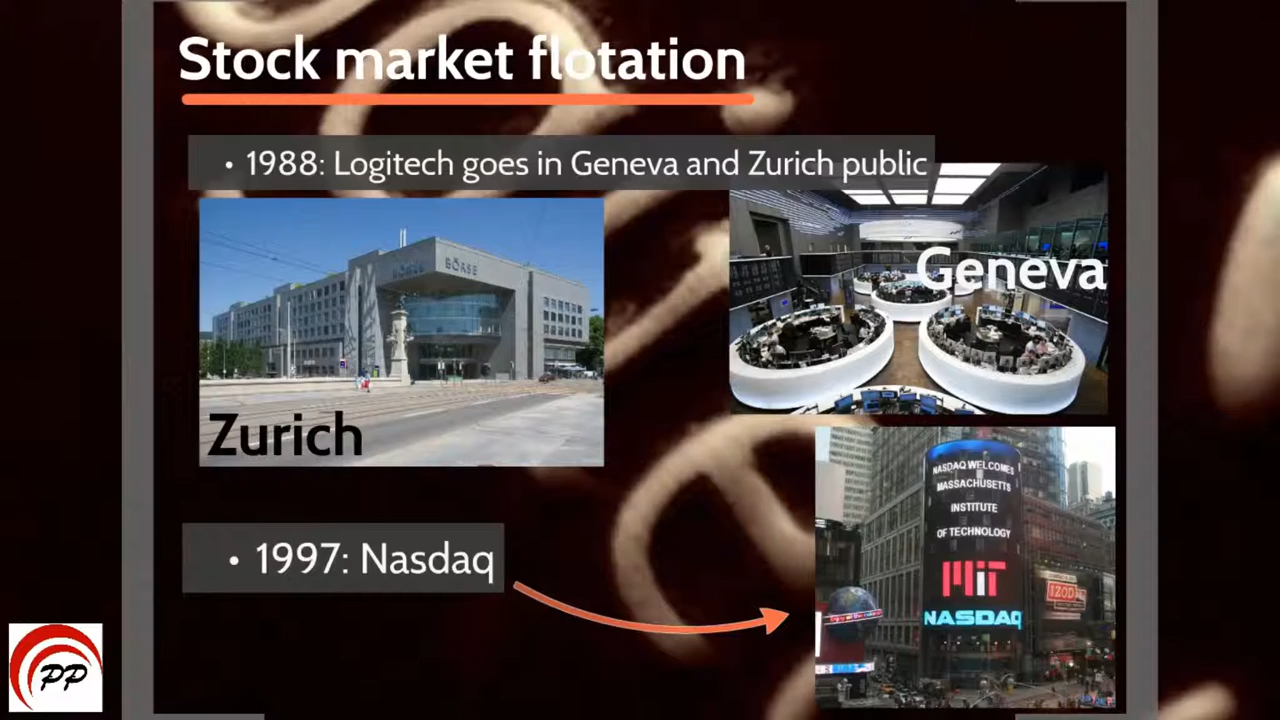 Stock market flotation
• 1988: Logitech goes in Geneva and Zurich public
BÖRSE
Zurich
Geneva
• 1997: Nasdaq
NASDAQ WELCOMES
MASSACHUSETTS
INSTITUTE
OF TECHNOLOGY
MIT
NASDAQ
IZOD
PP